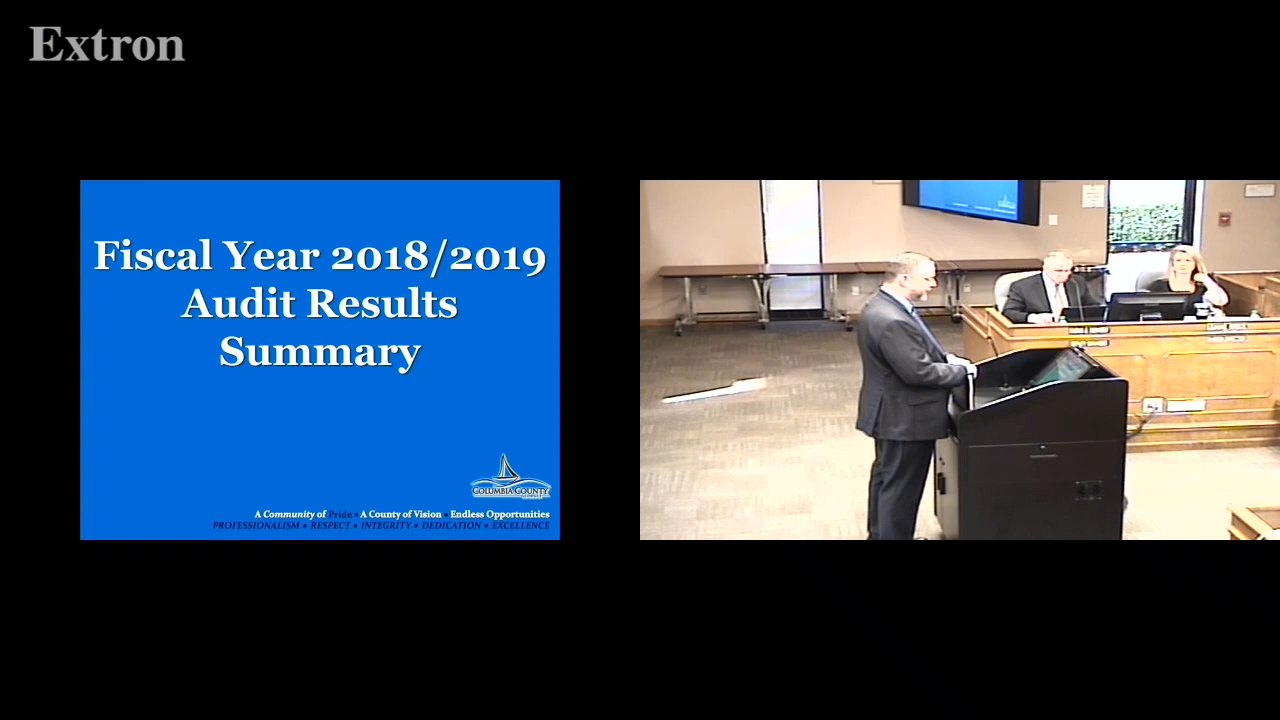 Extron
Fiscal Year 2018/2019
Audit Results
Summary
COLUMBIA COUNTY
A Community of Pride • A County of Vision • Endless Opportunities
PROFESSIONALISM • RESPECT • INTEGRITY • DEDICATION • EXCELLENCE